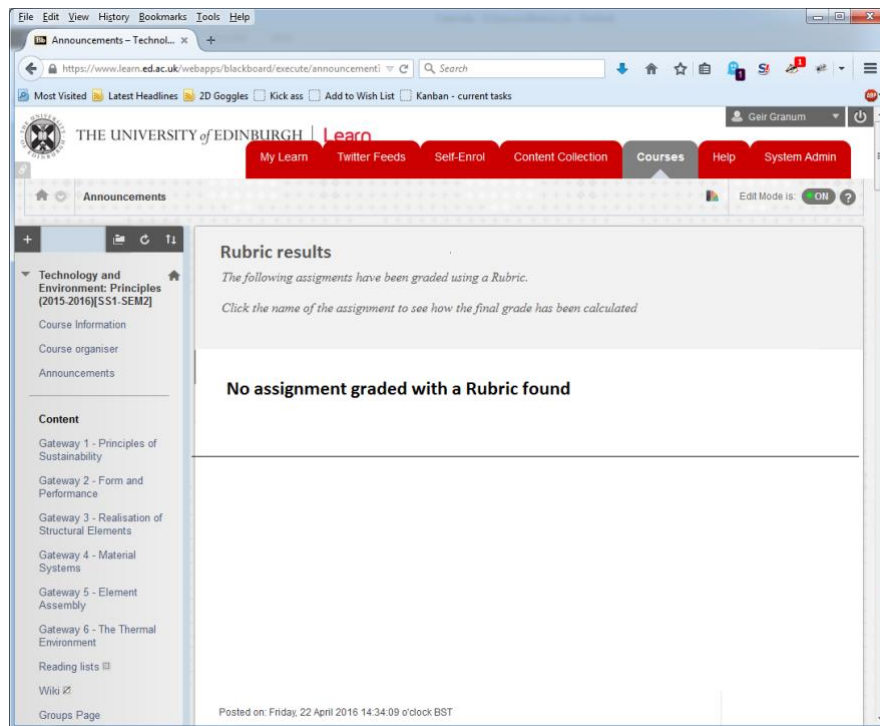 File Edit View History Bookmarks Tools Help
Announcements – Technol... × +
https://www.learn.ed.ac.uk/webapps/blackboard/execute/announcement?
Search
1
1
Most Visited Latest Headlines 2D Goggles Kick ass Add to Wish List Kanban - current tasks
ABP
Geir Granum
THE UNIVERSITY of EDINBURGH | Learn
My Learn Twitter Feeds Self-Enrol Content Collection Courses Help System Admin
Announcements
Edit Mode is: ON ?
Technology and
Environment: Principles
(2015-2016)[SS1-SEM2]
Course Information
Course organiser
Announcements
Content
Gateway 1 - Principles of
Sustainability
Gateway 2 - Form and
Performance
Gateway 3 - Realisation of
Structural Elements
Gateway 4 - Material
Systems
Gateway 5 - Element
Assembly
Gateway 6 - The Thermal
Environment
Reading lists
Wiki
Groups Page
Rubric results
The following assigments have been graded using a Rubric.
Click the name of the assignment to see how the final grade has been calculated
No assignment graded with a Rubric found
Posted on: Friday, 22 April 2016 14:34:09 o'clock BST